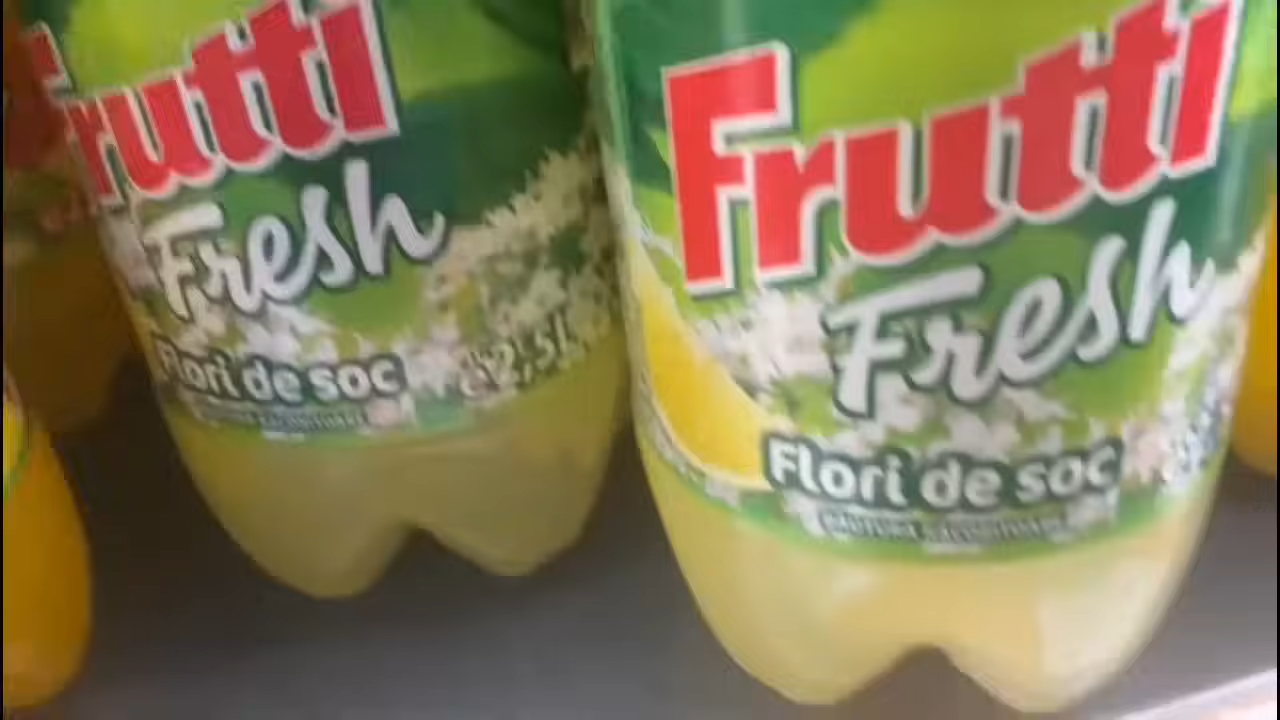 Frutti
Fresh
Flori de soc
2,5L
Frutti
Fresh
Flori de soc